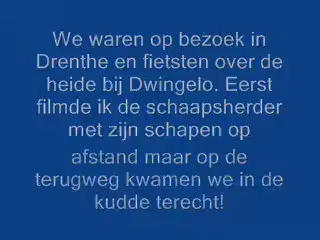 We waren op bezoek in
Drenthe en fietsten over de
heide bij Dwingelo. Eerst
filmde ik de schaapsherder
met zijn schapen op
afstand maar op de
terugweg kwamen we in de
kudde terecht!